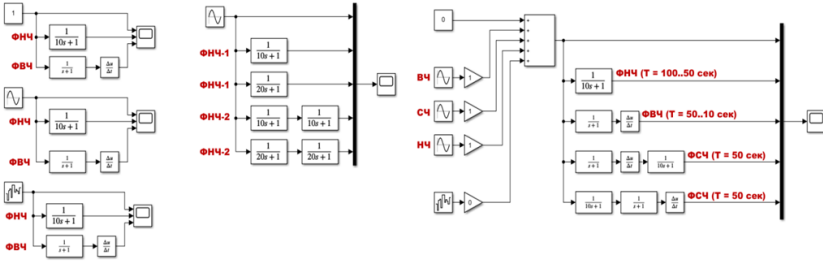 1
ФНЧ
1
10s+1
ФВЧ
1
s+1
Δu
Δt
ФНЧ
1
10s+1
ФВЧ
1
s+1
Δu
Δt
ФНЧ
1
10s+1
ФВЧ
1
s+1
Δu
Δt
ФНЧ-1
1
10s+1
ФНЧ-1
1
20s+1
ФНЧ-2
1
10s+1
1
10s+1
ФНЧ-2
1
20s+1
1
20s+1
0
+
+
+
+
+
ВЧ
1
СЧ
1
НЧ
1
0
1
10s+1
ФНЧ (T = 100..50 сек)
1
s+1
Δu
Δt
ФВЧ (T = 50..10 сек)
1
s+1
Δu
Δt
1
10s+1
ФСЧ (T = 50 сек)
1
10s+1
1
s+1
Δu
Δt
ФСЧ (T = 50 сек)